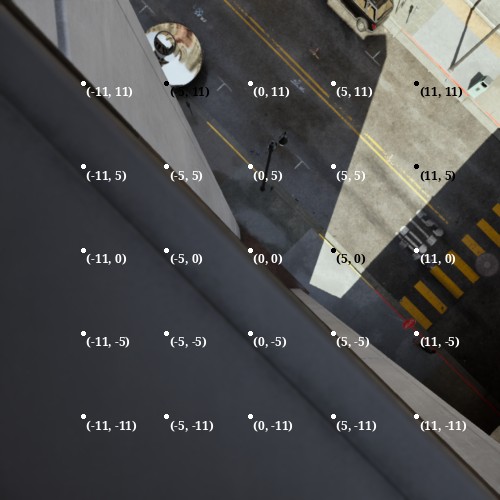 (-11, 11) (-5, 11) (0, 11) (5, 11) (11, 11)
(-11, 5) (-5, 5) (0, 5) (5, 5) (11, 5)
(-11, 0) (-5, 0) (0, 0) (5, 0) (11, 0)
(-11, -5) (-5, -5) (0, -5) (5, -5) (11, -5)
(-11, -11) (-5, -11) (0, -11) (5, -11) (11, -11)